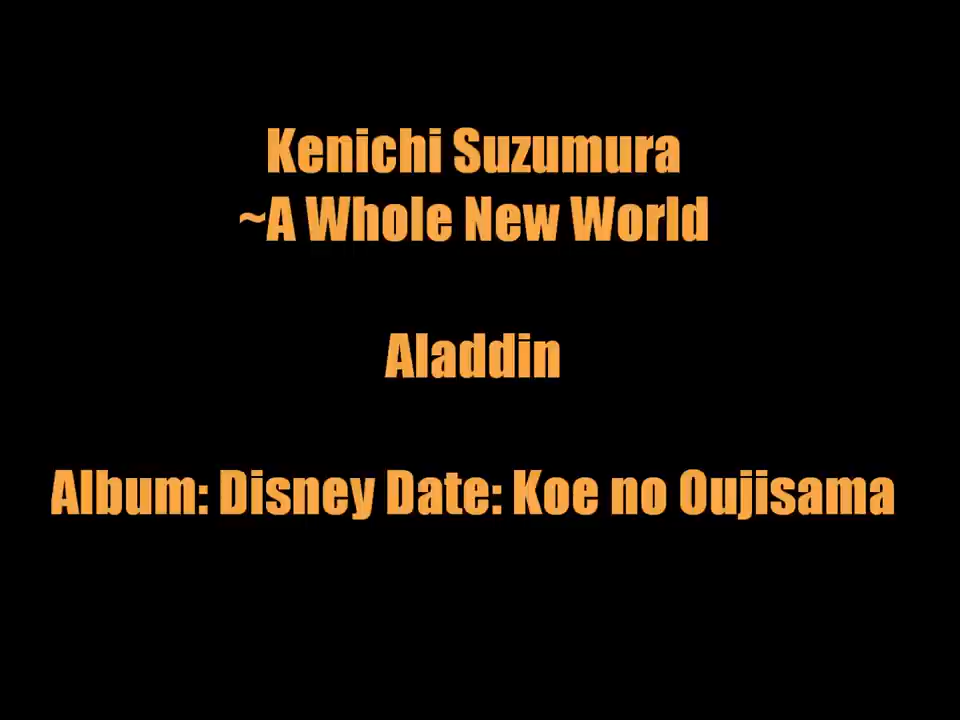 Kenichi Suzumura
~A Whole New World
Aladdin
Album: Disney Date: Koe no Oujisama